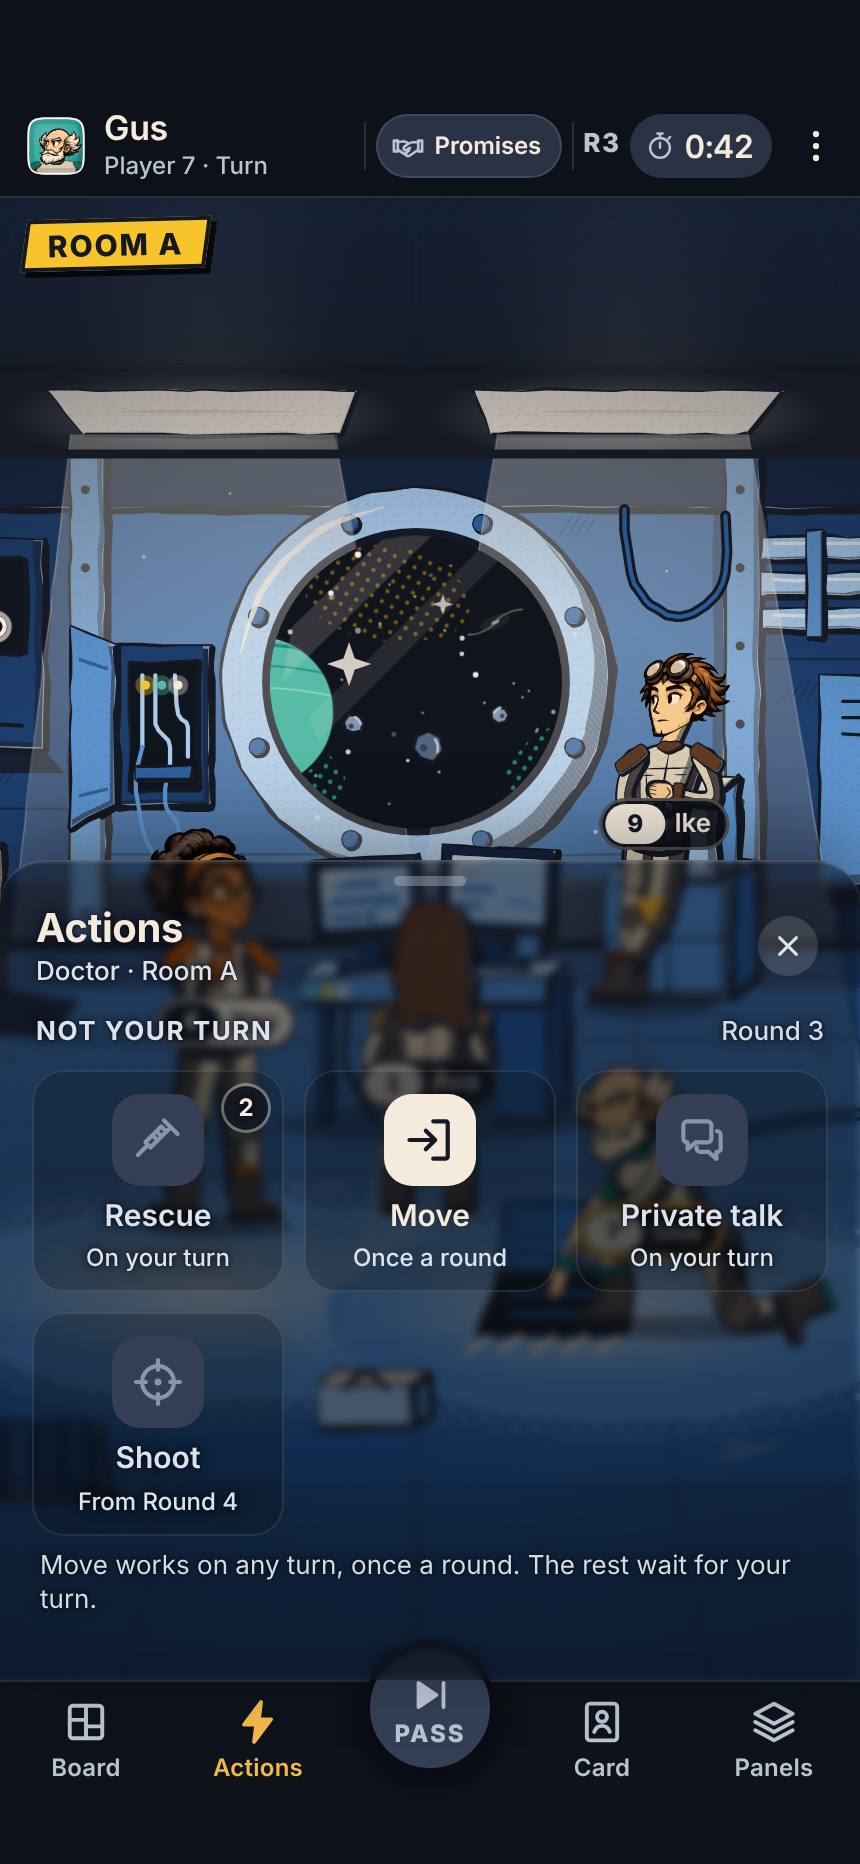 Gus
Player 7 · Turn
Promises
R3
0:42
ROOM A
9 Ike
Actions
Doctor · Room A
NOT YOUR TURN
Round 3
2
Rescue
On your turn
Move
Once a round
Private talk
On your turn
Shoot
From Round 4
Move works on any turn, once a round. The rest wait for your
turn.
PASS
Board
Actions
Card
Panels